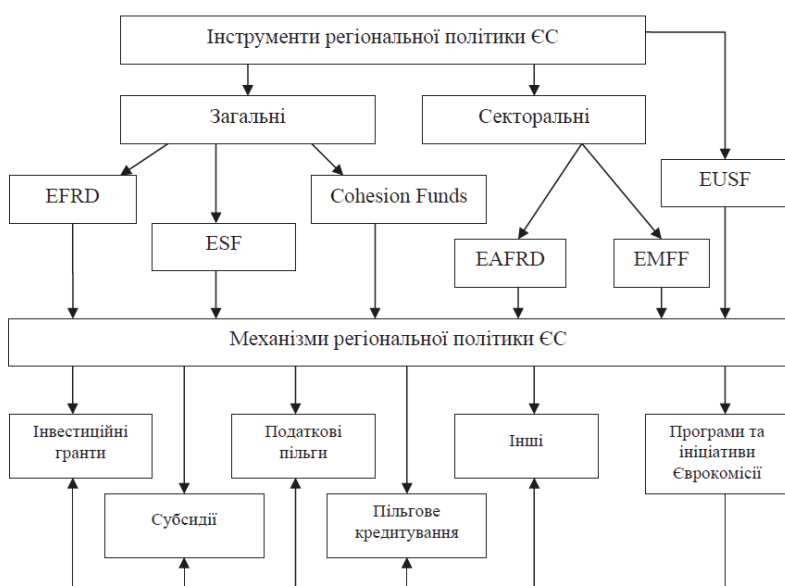 Інструменти регіональної політики ЄС
Загальні
Секторальні
EFRD
ESF
Cohesion Funds
EAFRD
EMFF
EUSF
Механізми регіональної політики ЄС
Інвестиційні
гранти
Субсидії
Податкові
пільги
Пільгове
кредитування
Інші
Програми та
ініціативи
Єврокомісії